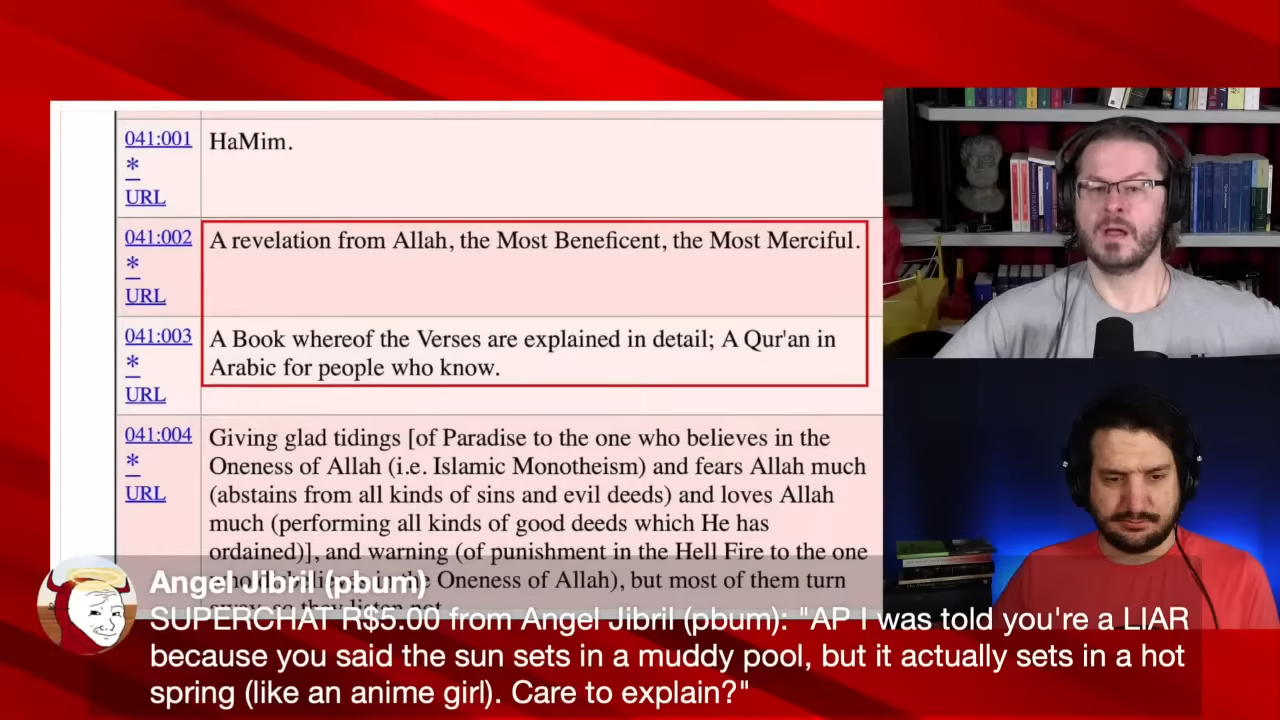 041:001
*
URL
HaMim.
041:002
*
URL
A revelation from Allah, the Most Beneficent, the Most Merciful.
041:003
*
URL
A Book whereof the Verses are explained in detail; A Qur'an in
Arabic for people who know.
041:004
*
URL
Giving glad tidings [of Paradise to the one who believes in the
Oneness of Allah (i.e. Islamic Monotheism) and fears Allah much
(abstains from all kinds of sins and evil deeds) and loves Allah
much (performing all kinds of good deeds which He has
ordained)], and warning (of punishment in the Hell Fire to the one
Oneness of Allah), but most of them turn
Angel Jibril (pbum)
SUPERCHAT R$5.00 from Angel Jibril (pbum): "AP I was told you're a LIAR
because you said the sun sets in a muddy pool, but it actually sets in a hot
spring (like an anime girl). Care to explain?"